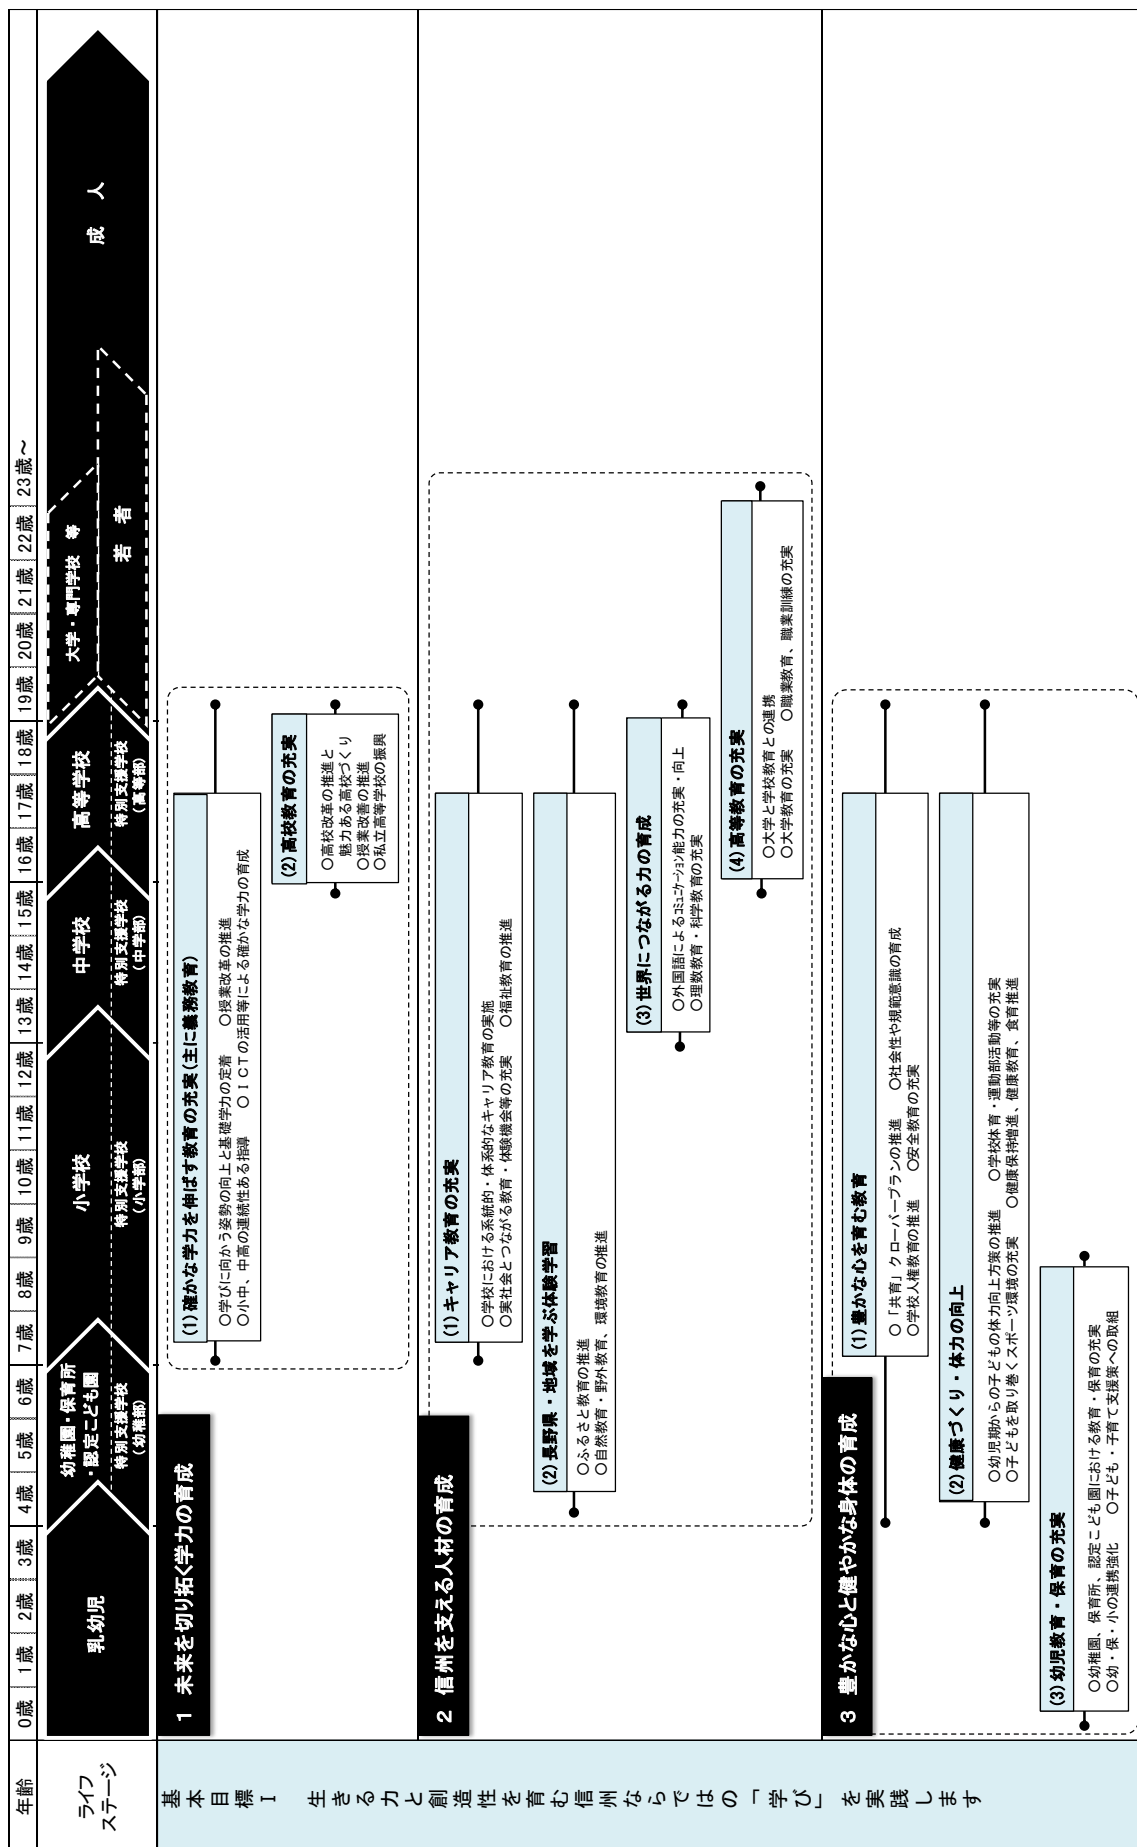 年齢
0歳 1歳 2歳 3歳 4歳 5歳 6歳 7歳 8歳 9歳 10歳 11歳 12歳 13歳 14歳 15歳 16歳 17歳 18歳 19歳 20歳 21歳 22歳 23歳～
ライフ
ステージ
乳幼児
幼稚園・保育所
・認定こども園
特別支援学校
(幼稚部)
小学校
特別支援学校
(小学部)
中学校
特別支援学校
(中学部)
高等学校
特別支援学校
(高等部)
大学・専門学校 等
若 者
成 人
基本目標Ⅰ 生きる力と創造性を育む信州ならではの「学び」を実践します
1 未来を切り拓く学力の育成
(1)確かな学力を伸ばす教育の充実(主に義務教育)
○学びに向かう姿勢の向上と基礎学力の定着 ○授業改革の推進
○小中、中高の連続性ある指導 ○ICTの活用等による確かな学力の育成
(2)高校教育の充実
○高校改革の推進と
魅力ある高校づくり
○授業改善の推進
○私立高等学校の振興
2 信州を支える人材の育成
(1)キャリア教育の充実
○学校における系統的・体系的なキャリア教育の実施
○実社会とつながる教育・体験機会等の充実 ○福祉教育の推進
(2)長野県・地域を学ぶ体験学習
○ふるさと教育の推進
○自然教育・野外教育、環境教育の推進
(3)世界につながる力の育成
○外国語によるｺﾐｭﾆｹｰｼｮﾝ能力の充実・向上
○理数教育・科学教育の充実
(4)高等教育の充実
○大学と学校教育との連携
○大学教育の充実 ○職業教育、職業訓練の充実
3 豊かな心と健やかな身体の育成
(1)豊かな心を育む教育
○「共育」クローバープランの推進 ○社会性や規範意識の育成
○学校人権教育の推進 ○安全教育の充実
(2)健康づくり・体力の向上
○幼児期からの子どもの体力向上方策の推進 ○学校体育・運動部活動等の充実
○子どもを取り巻くスポーツ環境の充実 ○健康保持増進、健康教育、食育推進
(3)幼児教育・保育の充実
○幼稚園、保育所、認定こども園における教育・保育の充実
○幼・保・小の連携強化 ○子ども・子育て支援策への取組